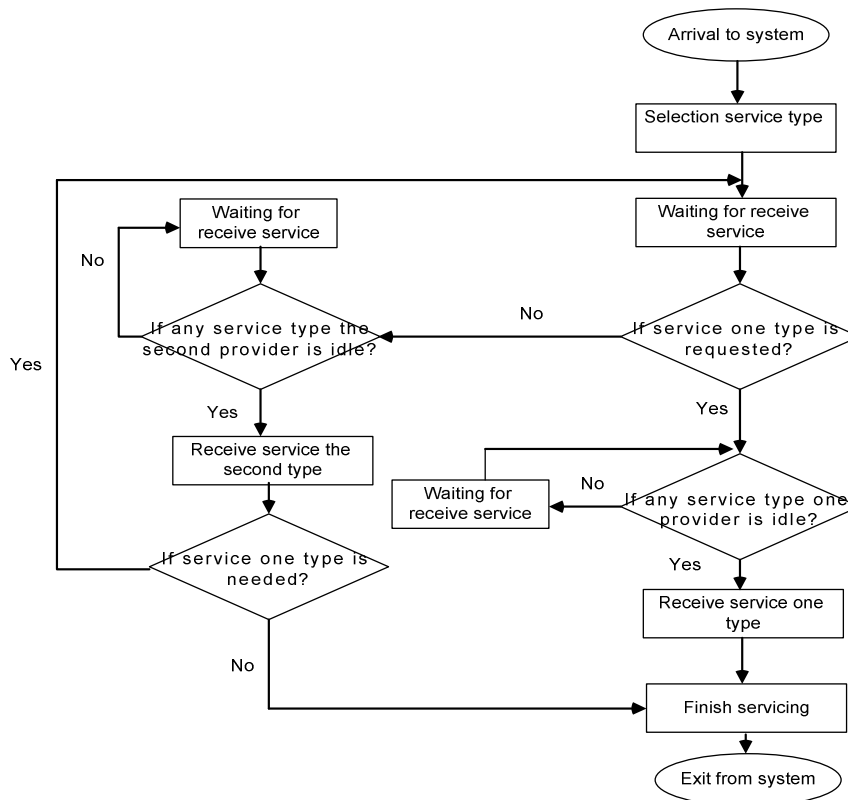 Arrival to system
Selection service type
Waiting for
receive service
Waiting for receive
service
No
No
If any service type the
second provider is idle?
If service one type is
requested?
Yes
Yes
Yes
Receive service the
second type
No
Waiting for
receive service
If any service type one
provider is idle?
If service one type is
needed?
Yes
Receive service one
type
No
Finish servicing
Exit from system